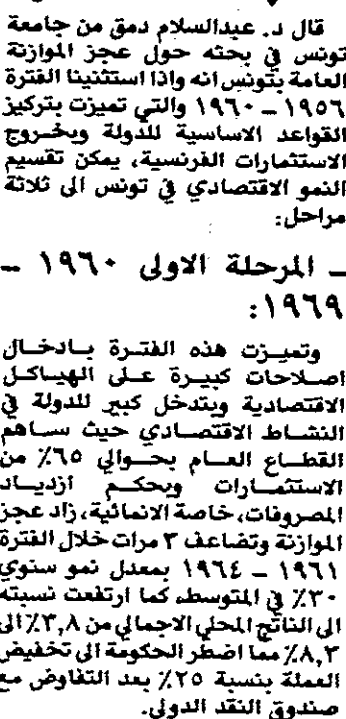 قال د. عبدالسلام دمق من جامعة
تونس في بحثه حول عجز الموازنة
العامة بتونس انه واذا استثنينا الفترة
١٩٥٦ ــ ١٩٦٠ والتي تميزت بتركيز
القواعد الاساسية للدولة وبخروج
الاستثمارات الفرنسية، يمكن تقسيم
النمو الاقتصادي في تونس الى ثلاثة
مراحل:
ــ المرحلة الاولى ١٩٦٠ ــ
١٩٦٩:
وتميزت هذه الفترة بادخال
اصلاحات كبيرة على الهياكل
الاقتصادية وبتدخل كبير للدولة في
النشاط الاقتصادي حيث ساهم
القطاع العام بحوالي ٦٥٪ من
الاستثمارات وبحكم ازدياد
المصروفات، خاصة الانمائية، زاد عجز
الموازنة وتضاعف ٣ مرات خلال الفترة
١٩٦١ ــ ١٩٦٤ بمعدل نمو سنوي
٣٠٪ في المتوسط، كما ارتفعت نسبته
الى الناتج المحلي الاجمالي من ٣,٨٪ الى
٨,٣٪ مما اضطر الحكومة الى تخفيض
العملة بنسبة ٢٥٪ بعد التفاوض مع
صندوق النقد الدولي.